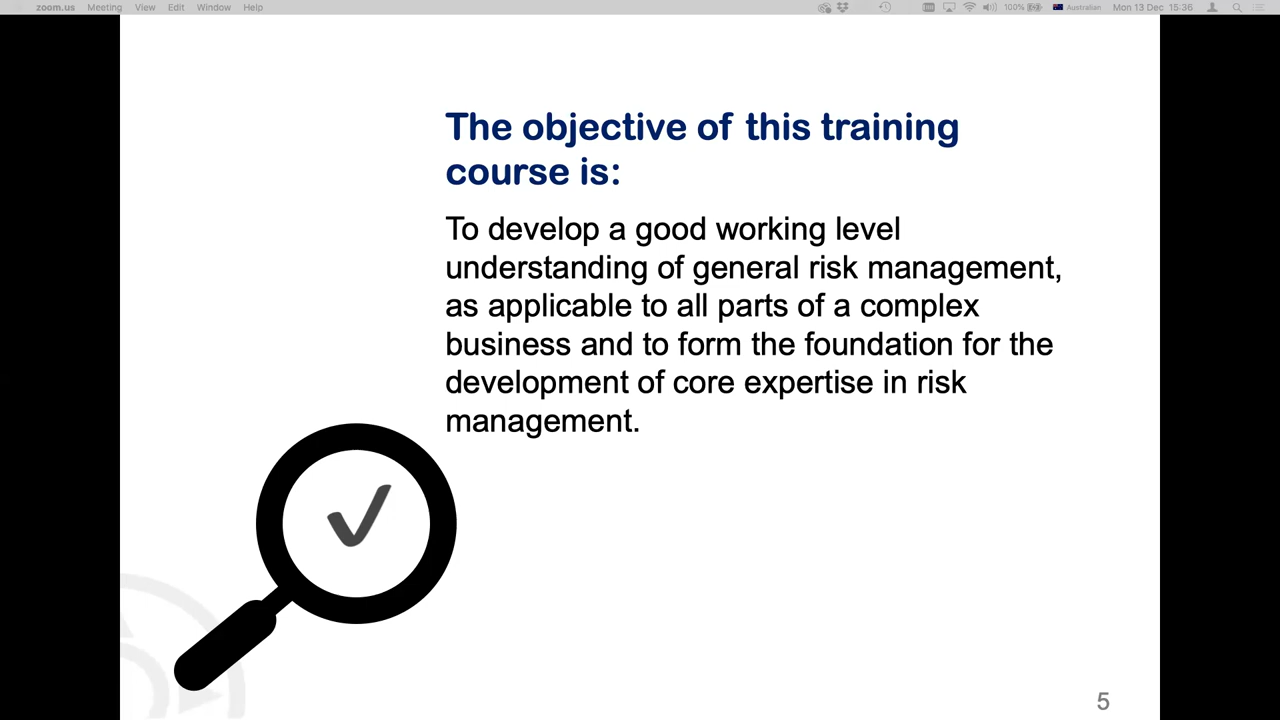 zoom.us Meeting View Edit Window Help 100% Australian Mon 13 Dec 15:36
The objective of this training
course is:
To develop a good working level
understanding of general risk management,
as applicable to all parts of a complex
business and to form the foundation for the
development of core expertise in risk
management.
5